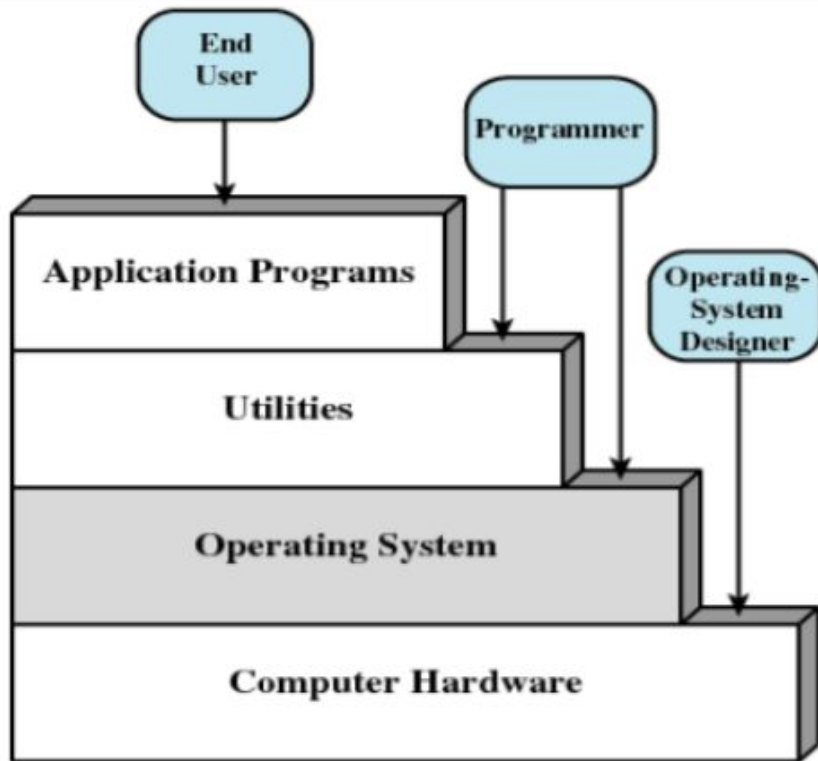 End
User
Programmer
Operating-
System
Designer
Application Programs
Utilities
Operating System
Computer Hardware